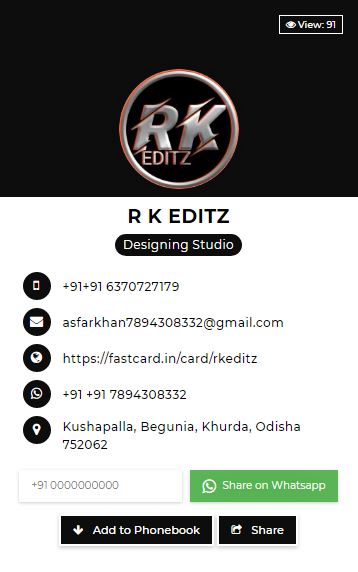 View: 91
RK
EDITZ
R K EDITZ
Designing Studio
+91+91 6370727179
asfarkhan7894308332@gmail.com
https://fastcard.in/card/rkeditz
+91 +91 7894308332
Kushapalla, Begunia, Khurda, Odisha
752062
+91 0000000000
Share on Whatsapp
Add to Phonebook
Share